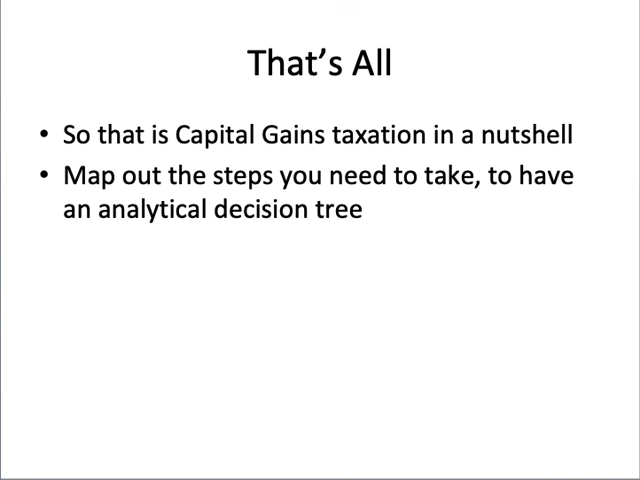 That’s All
• So that is Capital Gains taxation in a nutshell
• Map out the steps you need to take, to have
an analytical decision tree